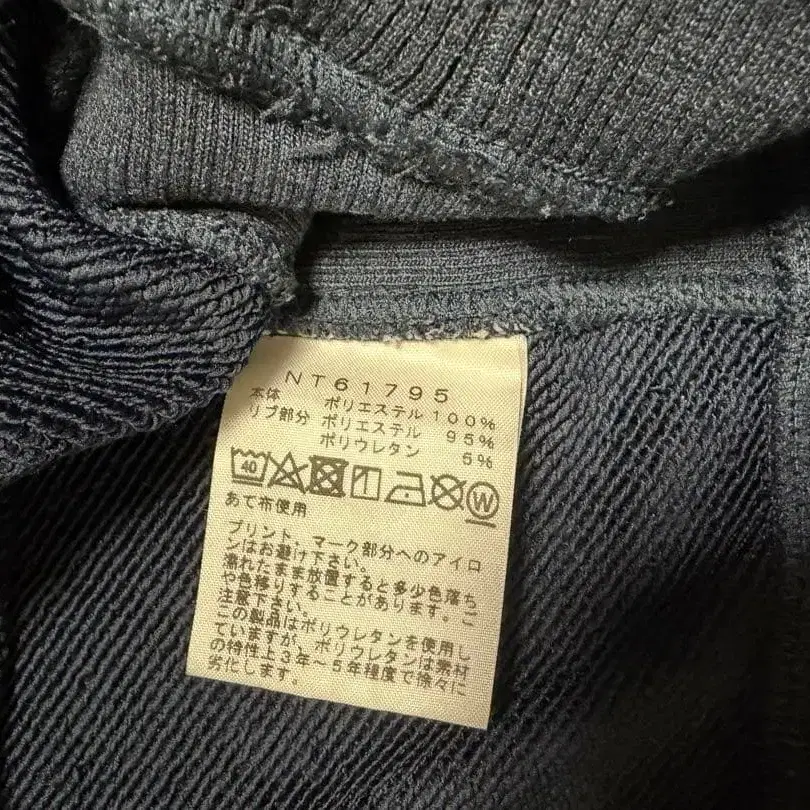 NT61795
本体 ポリエステル100%
リブ部分 ポリエステル 95%
ポリウレタン 5%
40 W
あて布使用
プリント、マーク部分へのアイロ
ンはお避け下さい。
濡れたまま放置すると多少色落ち
や色移りすることがあります。ご
注意下さい。
この製品はポリウレタンを使用し
ていますが、ポリウレタンは素材
の特性上3年～5年程度で徐々に
劣化します。